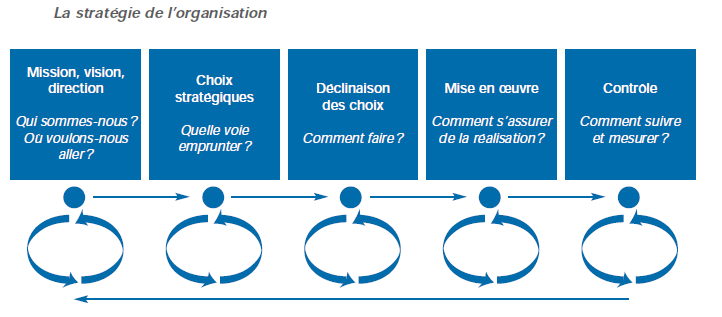 La stratégie de l'organisation
Mission, vision,
direction
Qui sommes-nous ?
Où voulons-nous
aller ?
Choix
stratégiques
Quelle voie
emprunter ?
Déclinaison
des choix
Comment faire ?
Mise en œuvre
Comment s'assurer
de la réalisation ?
Contrôle
Comment suivre
et mesurer ?